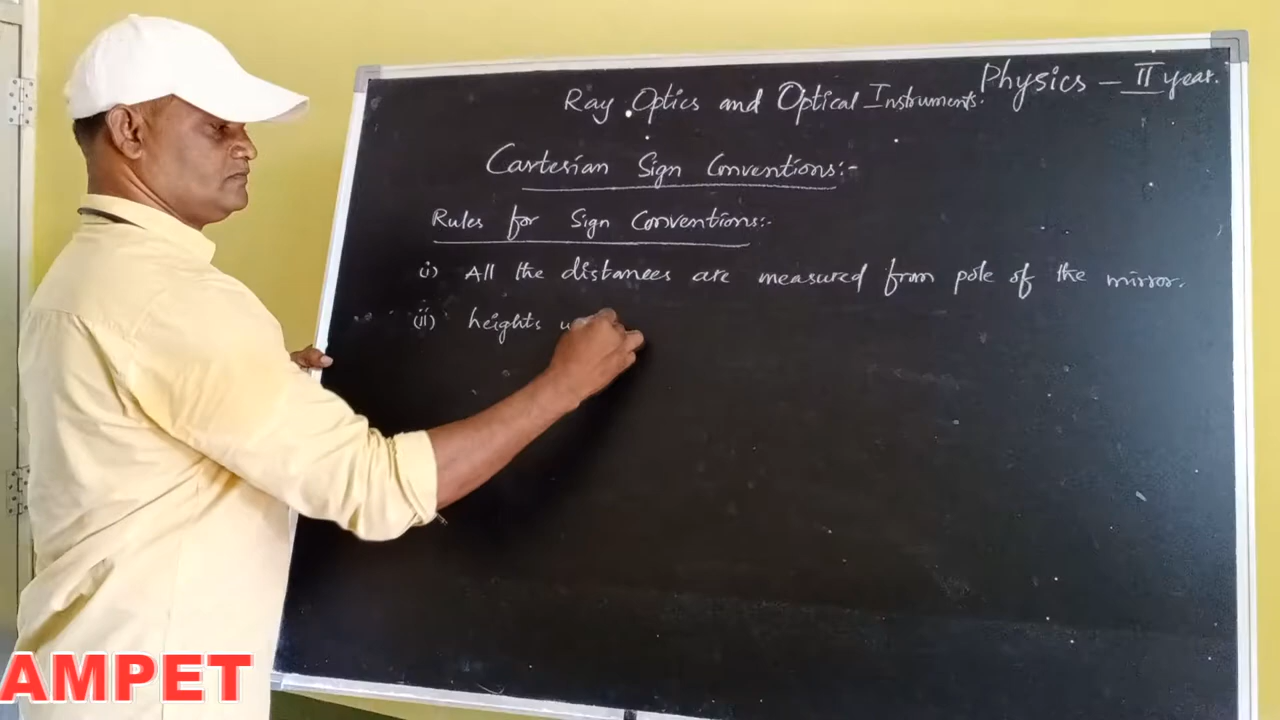 Physics - II year.
Ray Optics and Optical Instruments.
Cartesian Sign Conventions:-
Rules for Sign Conventions:-
(i) All the distances are measured from pole of the mirror.
(ii) heights
AMPET